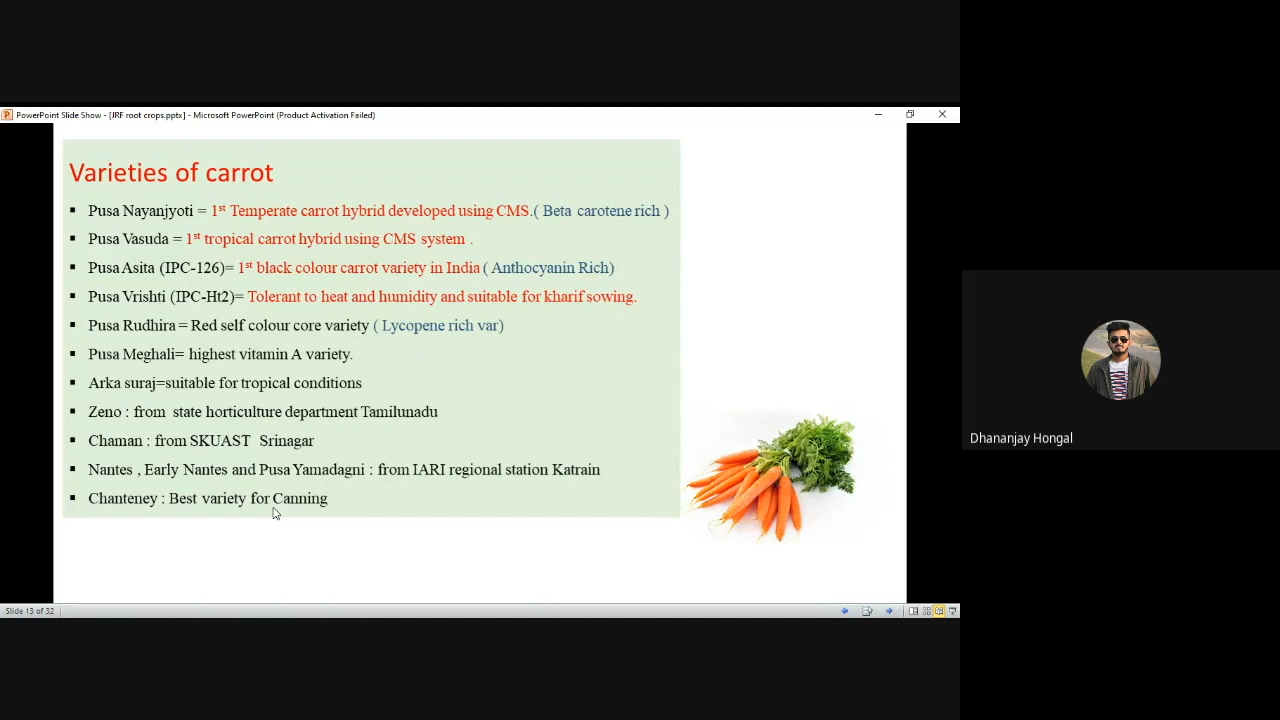 PowerPoint Slide Show - [JRF root crops.pptx] - Microsoft PowerPoint (Product Activation Failed)
Varieties of carrot
▪ Pusa Nayanjyoti = 1st Temperate carrot hybrid developed using CMS.( Beta carotene rich )
▪ Pusa Vasuda = 1st tropical carrot hybrid using CMS system .
▪ Pusa Asita (IPC-126)= 1st black colour carrot variety in India ( Anthocyanin Rich)
▪ Pusa Vrishti (IPC-Ht2)= Tolerant to heat and humidity and suitable for kharif sowing.
▪ Pusa Rudhira = Red self colour core variety ( Lycopene rich var)
▪ Pusa Meghali= highest vitamin A variety.
▪ Arka suraj=suitable for tropical conditions
▪ Zeno : from state horticulture department Tamilunadu
▪ Chaman : from SKUAST Srinagar
▪ Nantes , Early Nantes and Pusa Yamadagni : from IARI regional station Katrain
▪ Chanteney : Best variety for Canning
Dhananjay Hongal
Slide 13 of 32